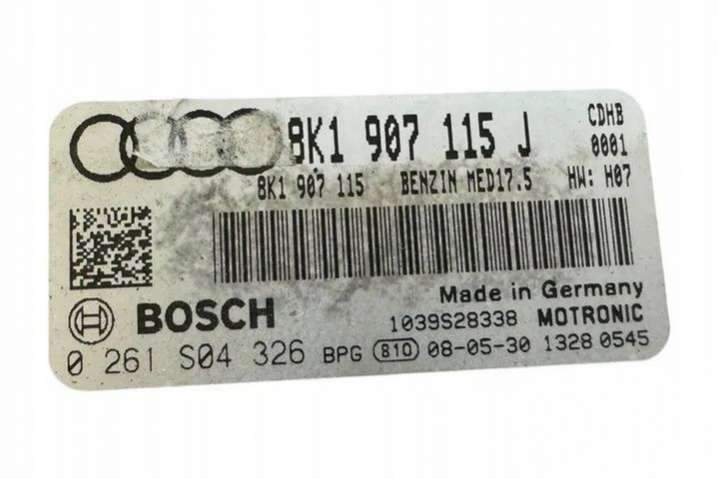 8K1 907 115 J CDHB
0001
8K1 907 115 BENZIN MED17.5 HW: H07
Made in Germany
BOSCH 1039S28338 MOTRONIC
0 261 S04 326 BPG 810 08-05-30 1328 0545